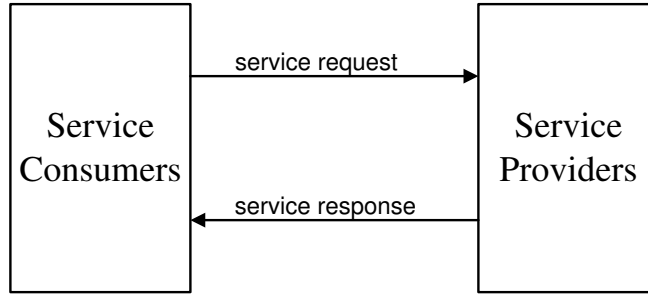 service request
Service
Consumers
Service
Providers
service response